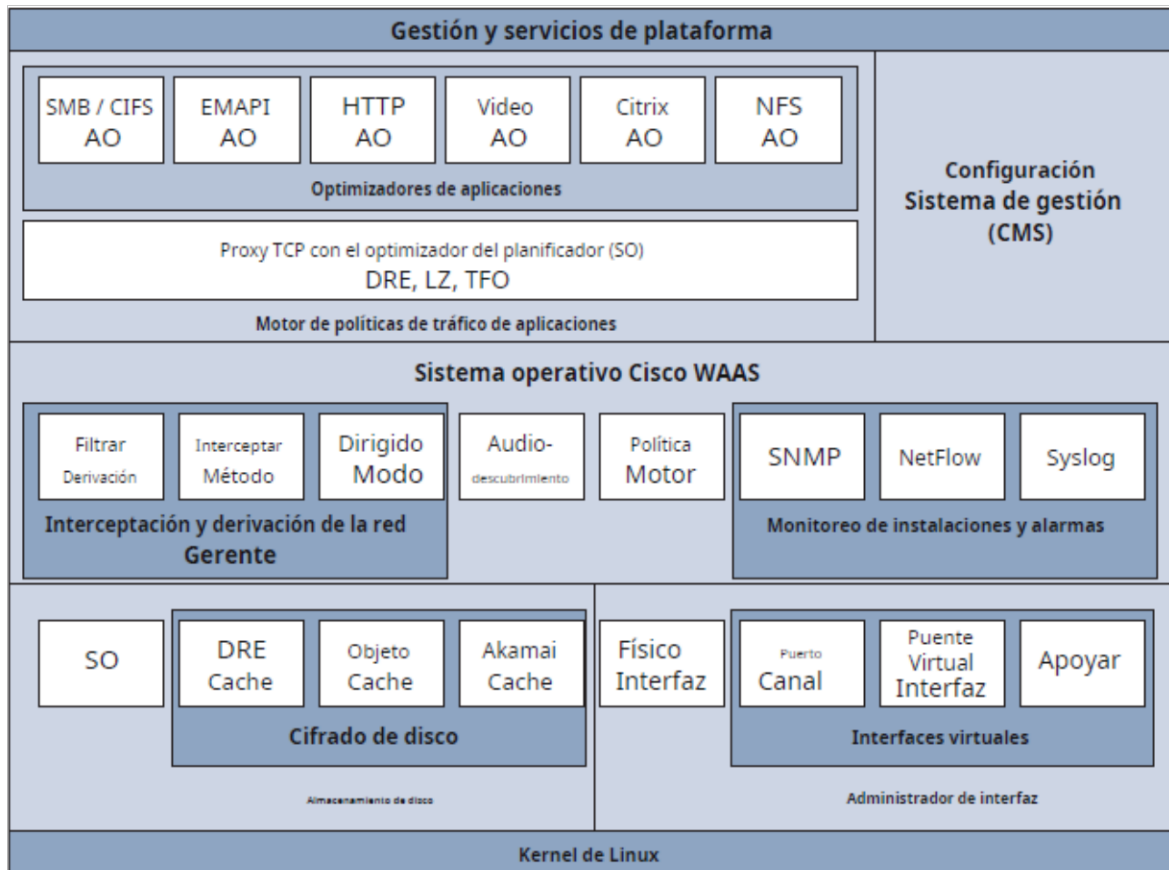 Gestión y servicios de plataforma
SMB / CIFS
AO
EMAPI
AO
HTTP
AO
Video
AO
Citrix
AO
NFS
AO
Optimizadores de aplicaciones
Configuración
Sistema de gestión
(CMS)
Proxy TCP con el optimizador del planificador (SO)
DRE, LZ, TFO
Motor de políticas de tráfico de aplicaciones
Sistema operativo Cisco WAAS
Filtrar
Derivación
Interceptar
Método
Dirigido
Modo
Interceptación y derivación de la red
Gerente
Audio-
descubrimiento
Política
Motor
SNMP
NetFlow
Syslog
Monitoreo de instalaciones y alarmas
SO
DRE
Cache
Objeto
Cache
Akamai
Cache
Cifrado de disco
Almacenamiento de disco
Físico
Interfaz
Puerto
Canal
Puente
Virtual
Interfaz
Apoyar
Interfaces virtuales
Administrador de interfaz
Kernel de Linux